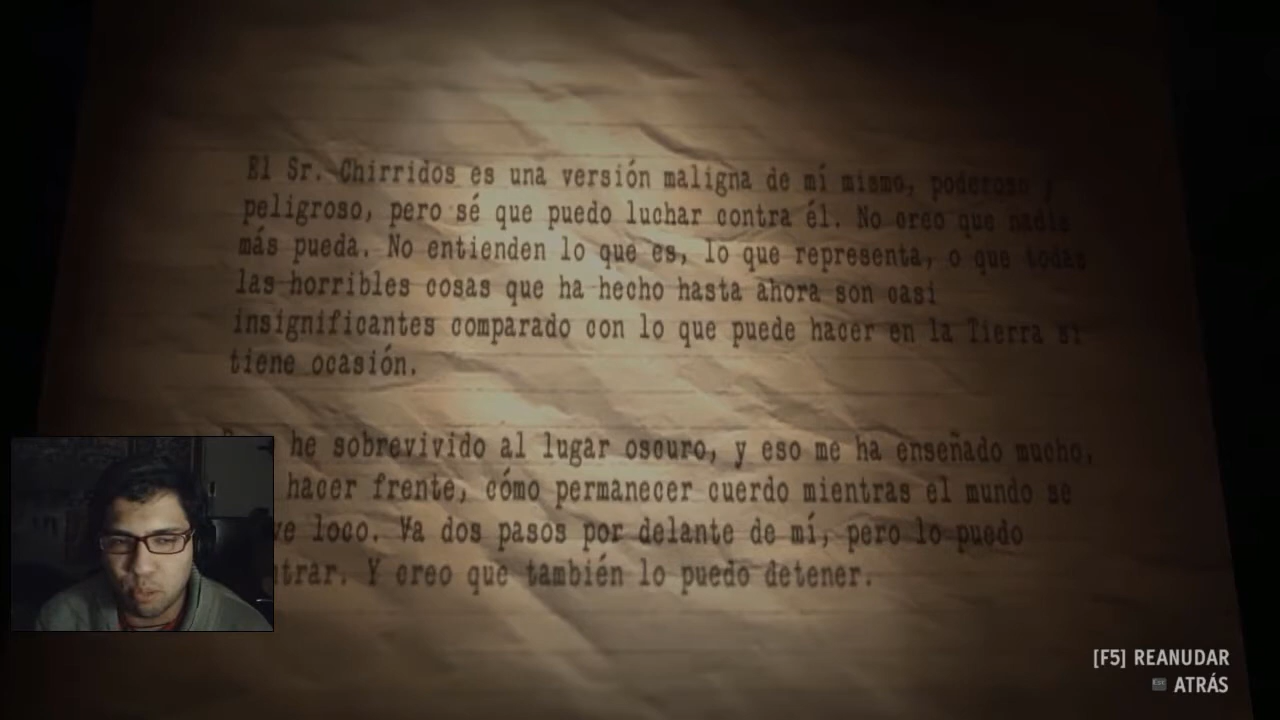 El Sr. Chirridos es una versión maligna de mí mismo, poderoso y
peligroso, pero sé que puedo luchar contra él. No creo que nadie
más pueda. No entienden lo que es, lo que representa, o que todas
las horribles cosas que ha hecho hasta ahora son casi
insignificantes comparado con lo que puede hacer en la Tierra si
tiene ocasión.
he sobrevivido al lugar oscuro, y eso me ha enseñado mucho,
hacer frente, cómo permanecer cuerdo mientras el mundo se
loco. Va dos pasos por delante de mí, pero lo puedo
Y creo que también lo puedo detener.
[F5] REANUDAR
Esc ATRÁS